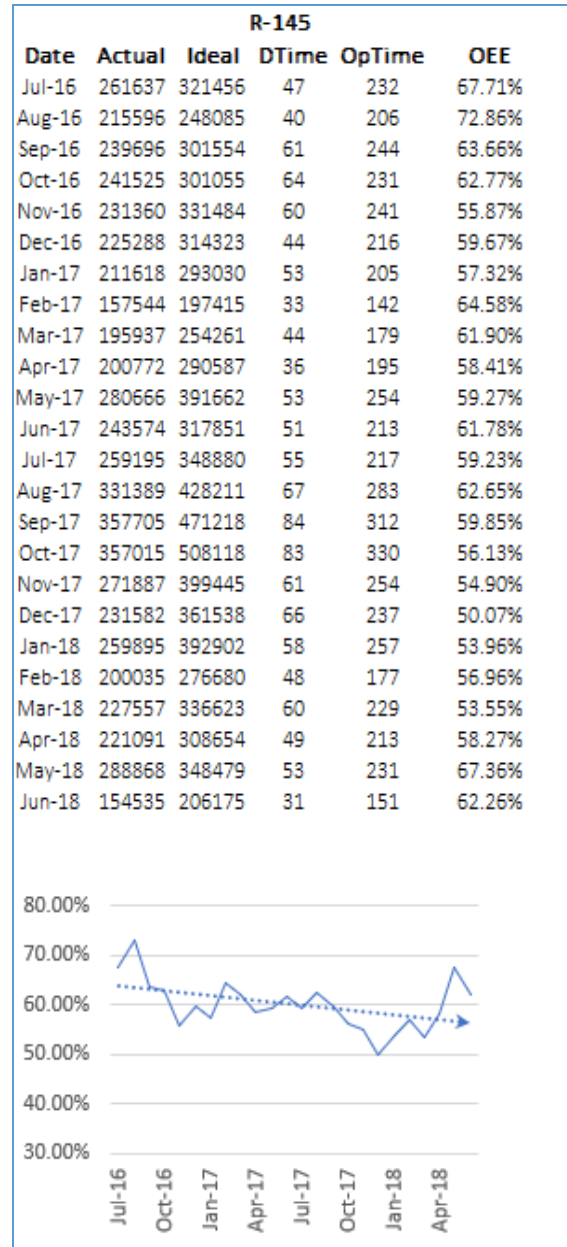 R-145
Date Actual Ideal DTime OpTime OEE
Jul-16 261637 321456 47 232 67.71%
Aug-16 215596 248085 40 206 72.86%
Sep-16 239696 301554 61 244 63.66%
Oct-16 241525 301055 64 231 62.77%
Nov-16 231360 331484 60 241 55.87%
Dec-16 225288 314323 44 216 59.67%
Jan-17 211618 293030 53 205 57.32%
Feb-17 157544 197415 33 142 64.58%
Mar-17 195937 254261 44 179 61.90%
Apr-17 200772 290587 36 195 58.41%
May-17 280666 391662 53 254 59.27%
Jun-17 243574 317851 51 213 61.78%
Jul-17 259195 348880 55 217 59.23%
Aug-17 331389 428211 67 283 62.65%
Sep-17 357705 471218 84 312 59.85%
Oct-17 357015 508118 83 330 56.13%
Nov-17 271887 399445 61 254 54.90%
Dec-17 231582 361538 66 237 50.07%
Jan-18 259895 392902 58 257 53.96%
Feb-18 200035 276680 48 177 56.96%
Mar-18 227557 336623 60 229 53.55%
Apr-18 221091 308654 49 213 58.27%
May-18 288868 348479 53 231 67.36%
Jun-18 154535 206175 31 151 62.26%
80.00%
70.00%
60.00%
50.00%
40.00%
30.00%
Jul-16
Oct-16
Jan-17
Apr-17
Jul-17
Oct-17
Jan-18
Apr-18